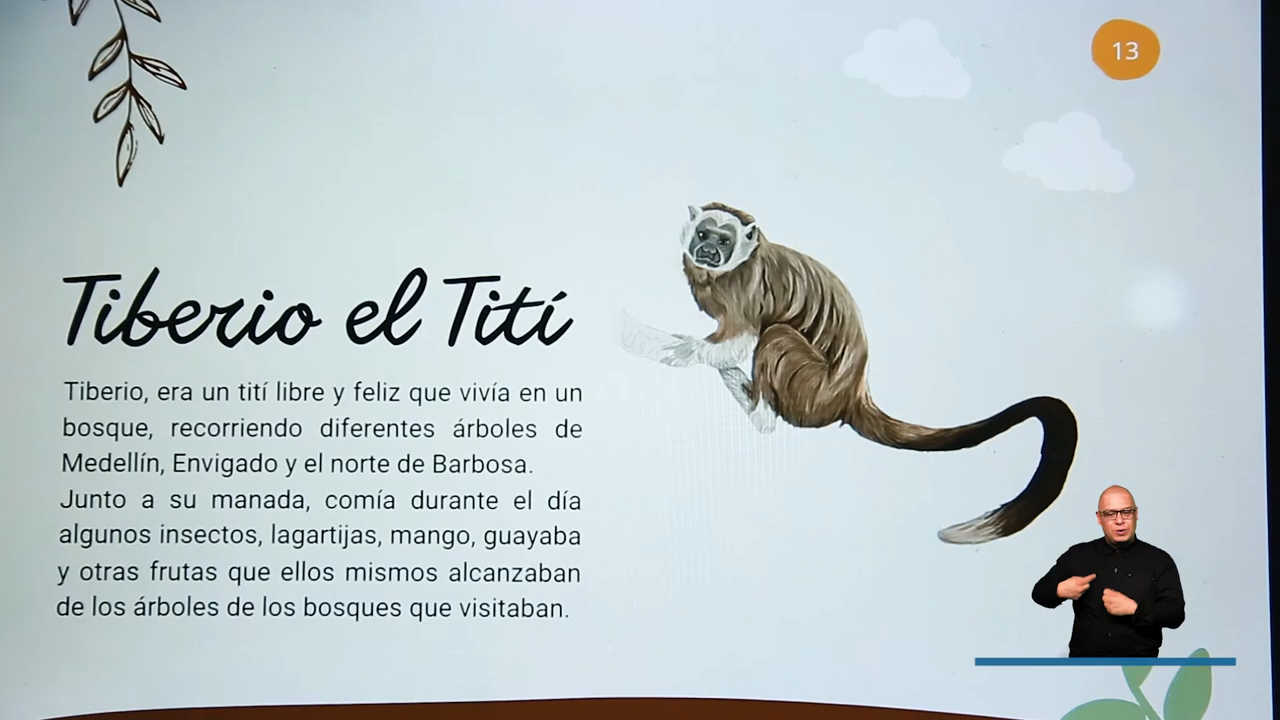 13
Tiberio el Tití
Tiberio, era un tití libre y feliz que vivía en un
bosque, recorriendo diferentes árboles de
Medellín, Envigado y el norte de Barbosa.
Junto a su manada, comía durante el día
algunos insectos, lagartijas, mango, guayaba
y otras frutas que ellos mismos alcanzaban
de los árboles de los bosques que visitaban.